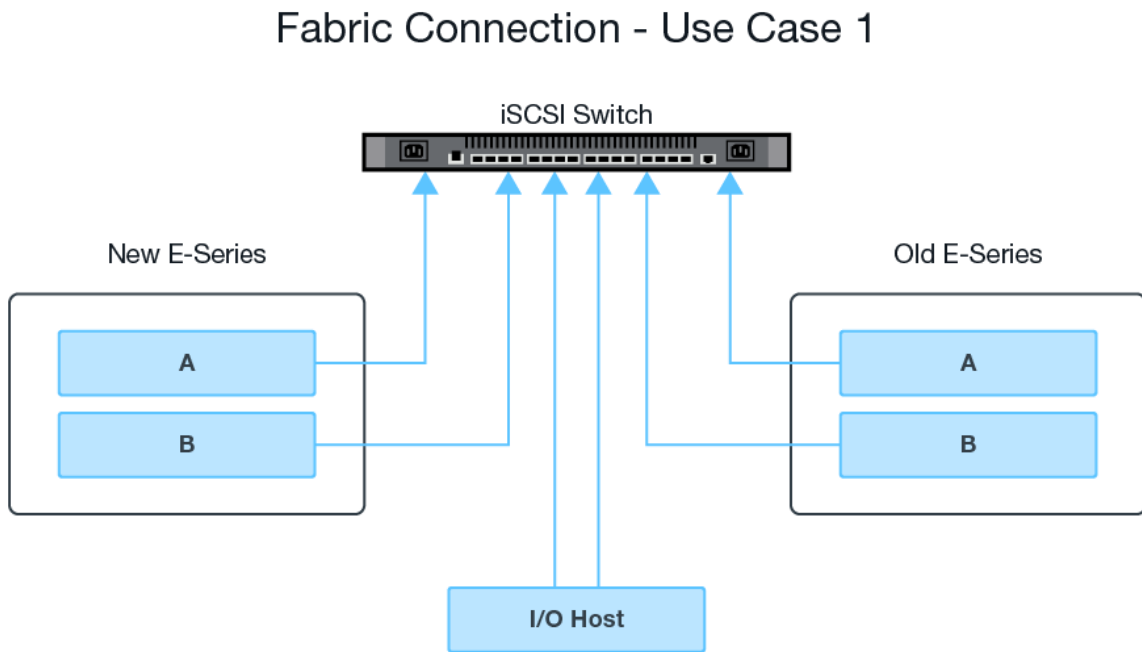 Fabric Connection - Use Case 1
iSCSI Switch
New E-Series
Old E-Series
A
A
B
B
I/O Host